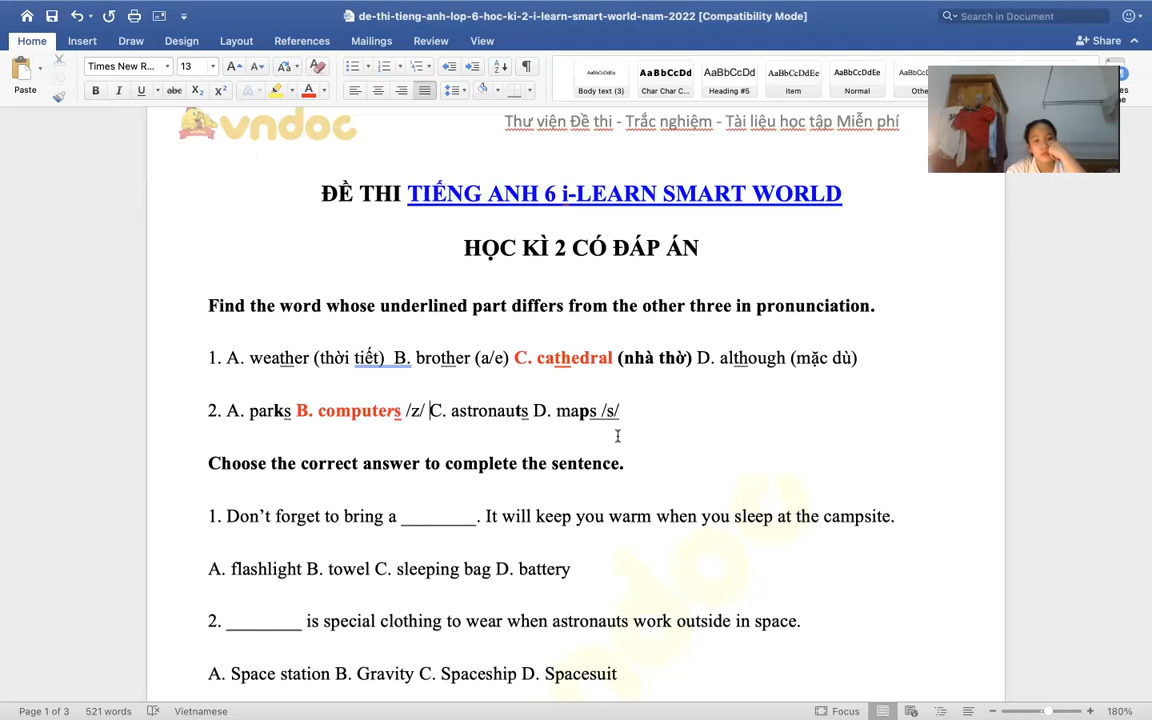 de-thi-tieng-anh-lop-6-hoc-ki-2-i-learn-smart-world-nam-2022 [Compatibility Mode]
Search in Document
Home Insert Draw Design Layout References Mailings Review View
Share
Paste
Times New R... 13
AaBbCcDdEe AaBbCcDd AaBbCcDd AaBbCcDdEe AaBbCcDdEe AaBbCcD
Body text (3) Char Char C... Heading #5 item Normal
vndoc
Thư viện Đề thi - Trắc nghiệm - Tài liệu học tập Miễn phí
ĐỀ THI TIẾNG ANH 6 i-LEARN SMART WORLD
HỌC KÌ 2 CÓ ĐÁP ÁN
Find the word whose underlined part differs from the other three in pronunciation.
1. A. weather (thời tiết) B. brother (a/e) C. cathedral (nhà thờ) D. although (mặc dù)
2. A. parks B. computers /z/ C. astronauts D. maps /s/
Choose the correct answer to complete the sentence.
1. Don’t forget to bring a ________. It will keep you warm when you sleep at the campsite.
A. flashlight B. towel C. sleeping bag D. battery
2. ________ is special clothing to wear when astronauts work outside in space.
A. Space station B. Gravity C. Spaceship D. Spacesuit
Page 1 of 3 521 words Vietnamese Focus 180%